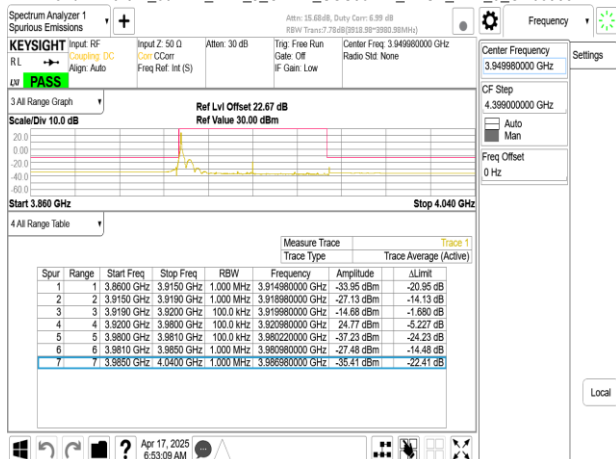 Spectrum Analyzer 1
Spurious Emissions
Attn: 15.68dB, Duty Corr: 6.99 dB
RBW Trans:7.78dB(3918.98~3980.98MHz)
Frequency
KEYSIGHT
Input: RF
Coupling: DC
Align: Auto
Input Z: 50 Ω
Corr CCorr
Freq Ref: Int (S)
Atten: 30 dB
Trig: Free Run
Gate: Off
IF Gain: Low
Center Freq: 3.949980000 GHz
Radio Std: None
RL
PASS
Center Frequency
3.949980000 GHz
Settings
CF Step
4.399000000 GHz
Auto
Man
Freq Offset
0 Hz
3 All Range Graph
Scale/Div 10.0 dB
Ref Lvl Offset 22.67 dB
Ref Value 30.00 dBm
20.0
0.00
-20.0
-40.0
-60.0
Start 3.860 GHz
Stop 4.040 GHz
4 All Range Table
Measure Trace Trace 1
Trace Type Trace Average (Active)
Spur Range Start Freq Stop Freq RBW Frequency Amplitude ΔLimit
1 1 3.8600 GHz 3.9150 GHz 1.000 MHz 3.914980000 GHz -33.95 dBm -20.95 dB
2 2 3.9150 GHz 3.9190 GHz 1.000 MHz 3.918980000 GHz -27.13 dBm -14.13 dB
3 3 3.9190 GHz 3.9200 GHz 100.0 kHz 3.919980000 GHz -14.68 dBm -1.680 dB
4 4 3.9200 GHz 3.9800 GHz 100.0 kHz 3.920980000 GHz 24.77 dBm -5.227 dB
5 5 3.9800 GHz 3.9810 GHz 100.0 kHz 3.980220000 GHz -37.23 dBm -24.23 dB
6 6 3.9810 GHz 3.9850 GHz 1.000 MHz 3.980980000 GHz -27.48 dBm -14.48 dB
7 7 3.9850 GHz 4.0400 GHz 1.000 MHz 3.986980000 GHz -35.41 dBm -22.41 dB
Local
?
Apr 17, 2025
6:53:09 AM